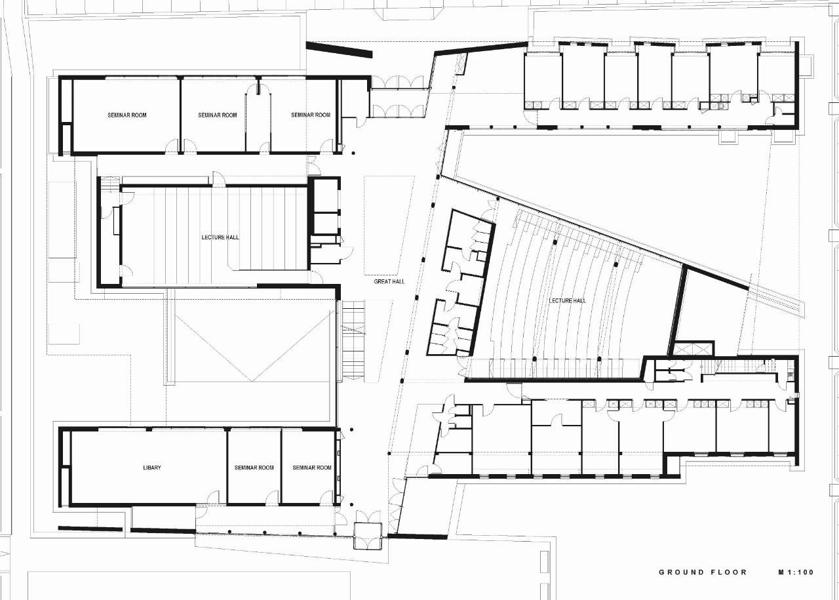 SEMINAR ROOM
SEMINAR ROOM
SEMINAR ROOM
LECTURE HALL
GREAT HALL
LECTURE HALL
LIBARY
SEMINAR ROOM
SEMINAR ROOM
GROUND FLOOR M 1:100